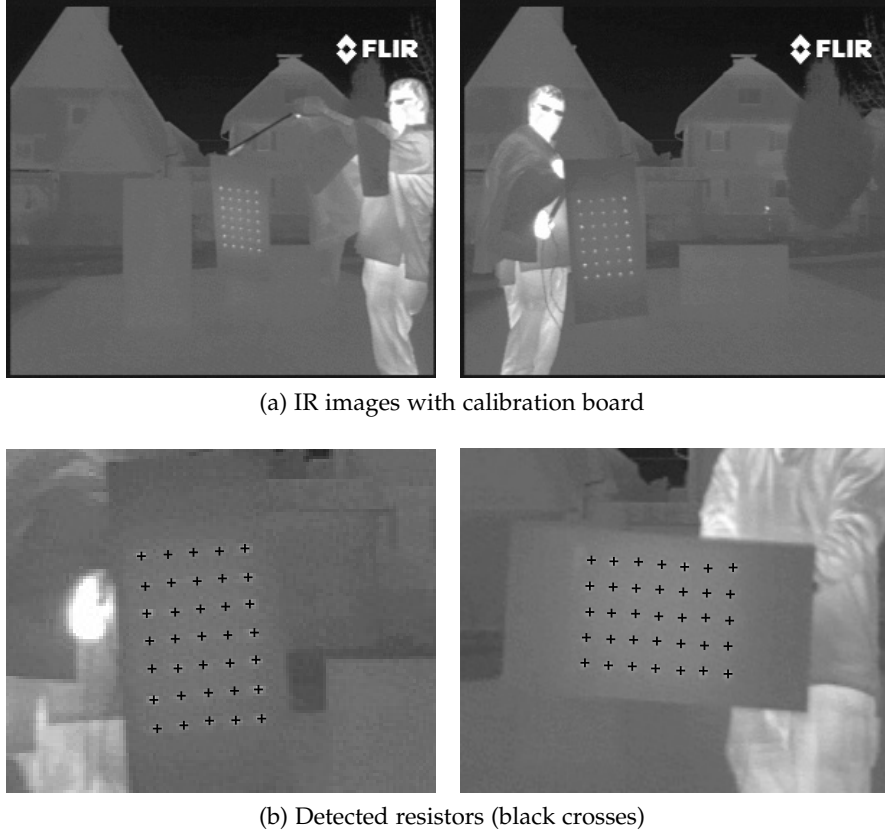 FLIR
FLIR
(a) IR images with calibration board
(b) Detected resistors (black crosses)